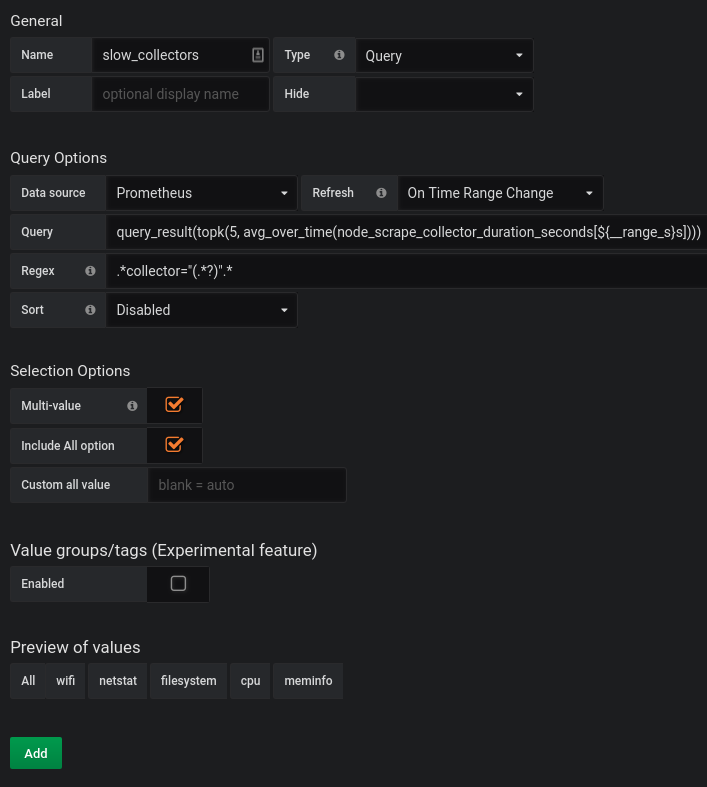 General
Name slow_collectors Type Query
Label optional display name Hide
Query Options
Data source Prometheus Refresh On Time Range Change
Query query_result(topk(5, avg_over_time(node_scrape_collector_duration_seconds[${__range_s}s])))
Regex .*collector="(.*?)".*
Sort Disabled
Selection Options
Multi-value
Include All option
Custom all value blank = auto
Value groups/tags (Experimental feature)
Enabled
Preview of values
All wifi netstat filesystem cpu meminfo
Add